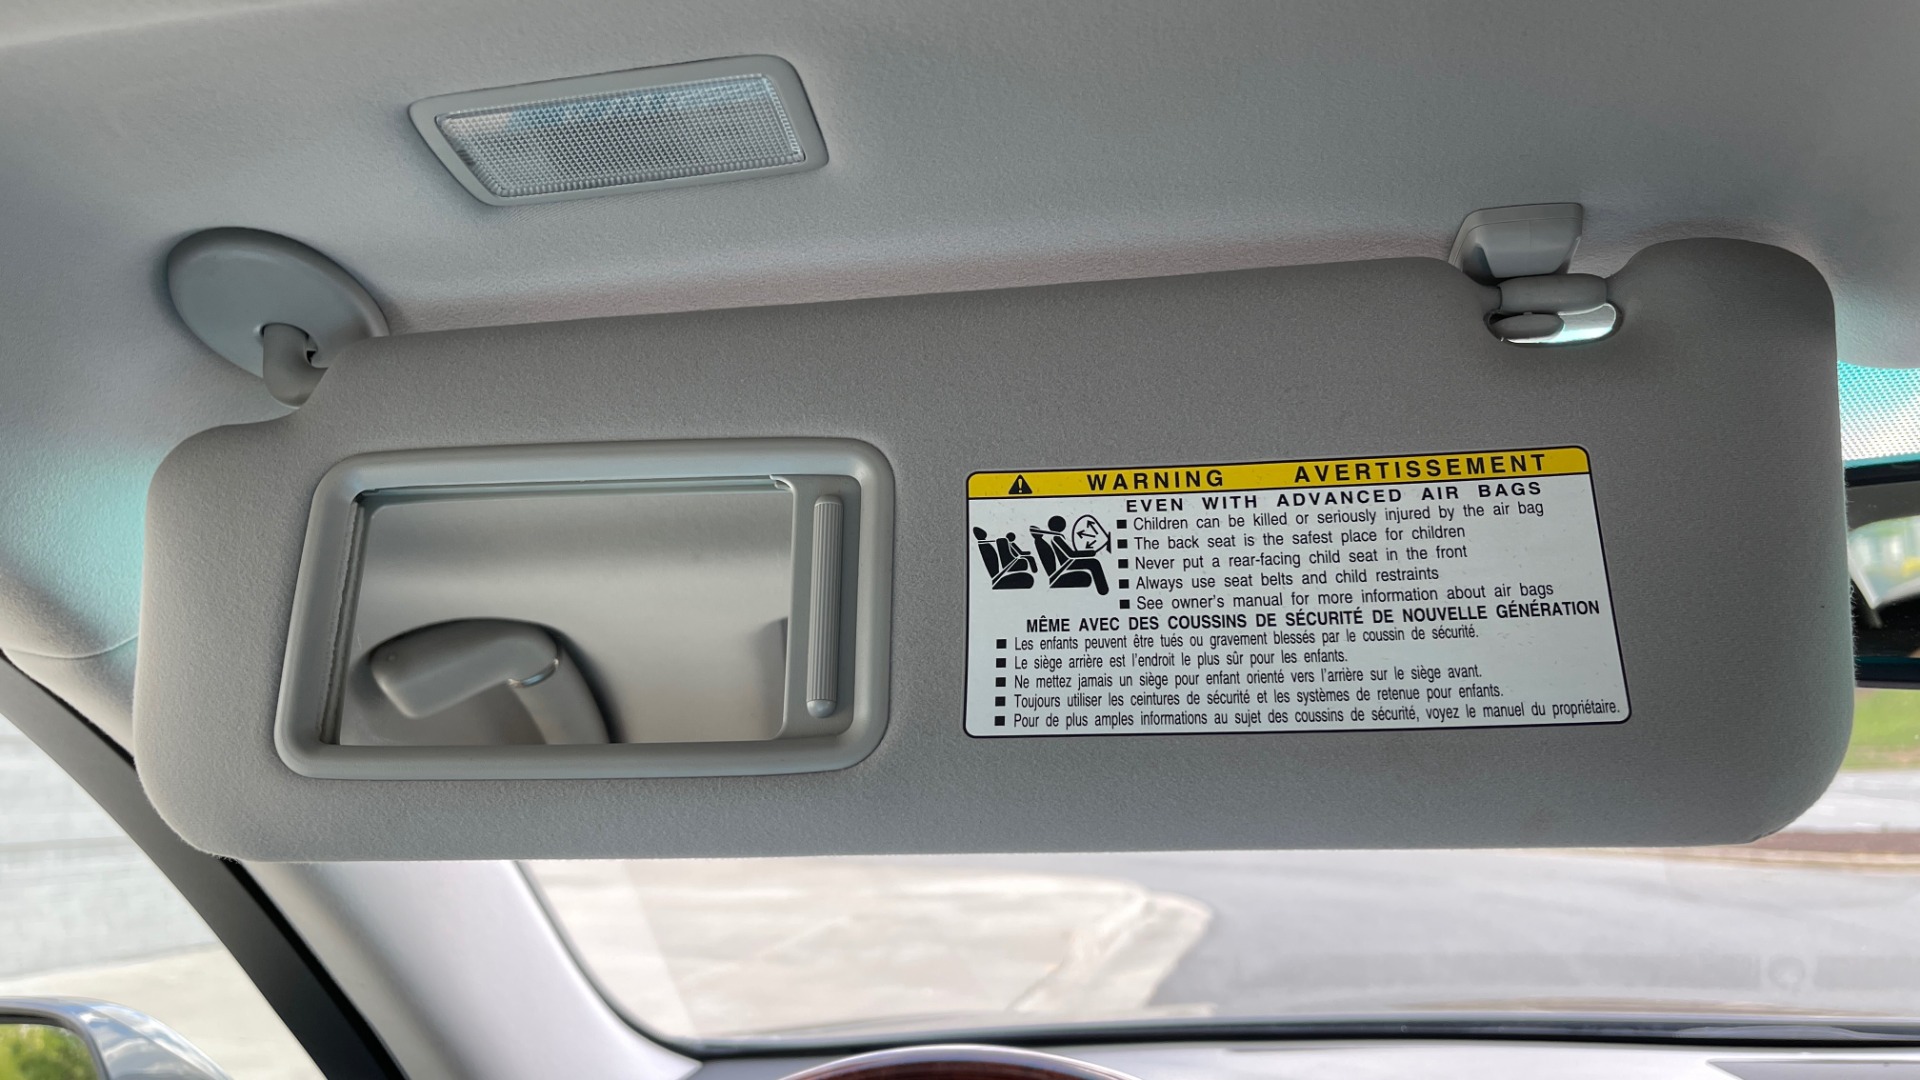 WARNING AVERTISSEMENT
EVEN WITH ADVANCED AIR BAGS
■ Children can be killed or seriously injured by the air bag
■ The back seat is the safest place for children
■ Never put a rear-facing child seat in the front
■ Always use seat belts and child restraints
■ See owner's manual for more information about air bags
MÊME AVEC DES COUSSINS DE SÉCURITÉ DE NOUVELLE GÉNÉRATION
■ Les enfants peuvent être tués ou gravement blessés par le coussin de sécurité.
■ Le siège arrière est l'endroit le plus sûr pour les enfants.
■ Ne mettez jamais un siège pour enfant orienté vers l'arrière sur le siège avant.
■ Toujours utiliser les ceintures de sécurité et les systèmes de retenue pour enfants.
■ Pour de plus amples informations au sujet des coussins de sécurité, voyez le manuel du propriétaire.